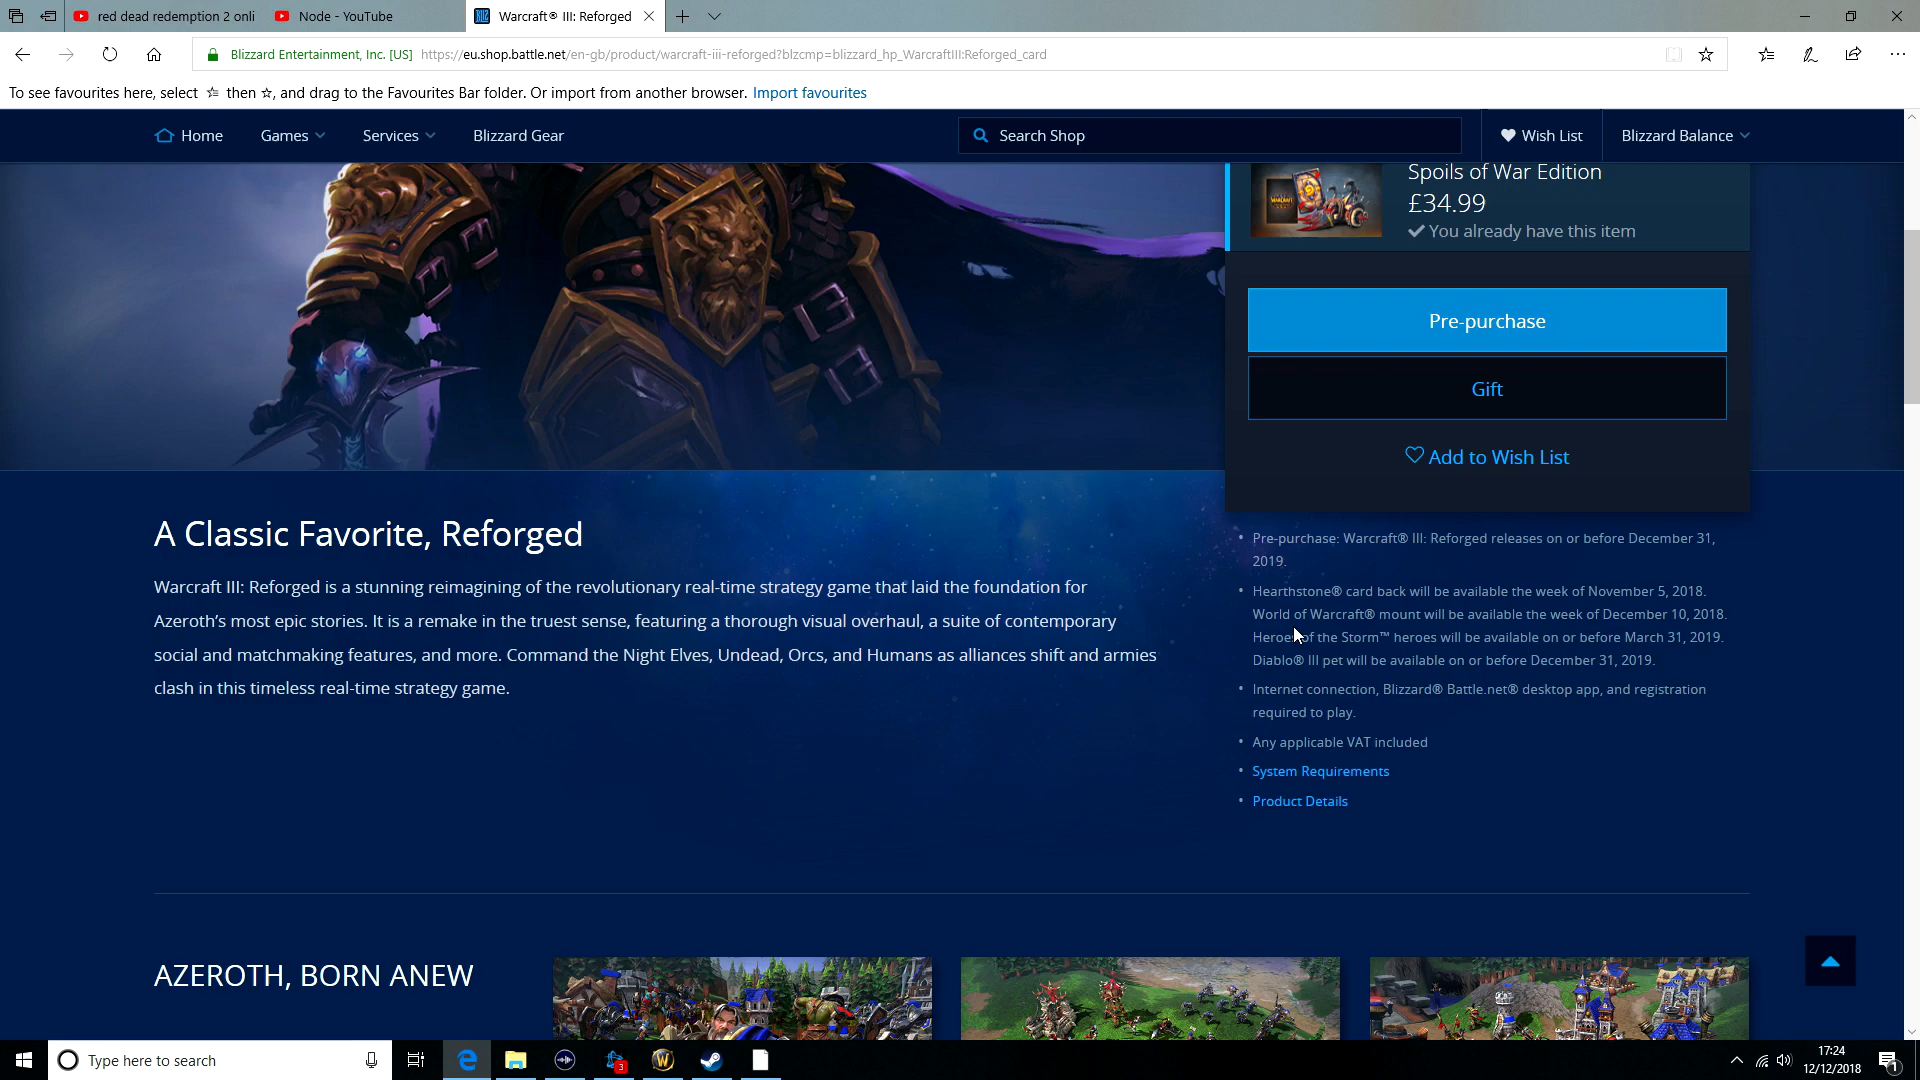 red dead redemption 2 onli
Node - YouTube
Warcraft® III: Reforged
Blizzard Entertainment, Inc. [US] https://eu.shop.battle.net/en-gb/product/warcraft-iii-reforged?blzcmp=blizzard_hp_WarcraftIII:Reforged_card
To see favourites here, select then , and drag to the Favourites Bar folder. Or import from another browser. Import favourites
Home Games Services Blizzard Gear Search Shop Wish List Blizzard Balance
Spoils of War Edition
£34.99
You already have this item
Pre-purchase
Gift
Add to Wish List
A Classic Favorite, Reforged
Warcraft III: Reforged is a stunning reimagining of the revolutionary real-time strategy game that laid the foundation for
Azeroth’s most epic stories. It is a remake in the truest sense, featuring a thorough visual overhaul, a suite of contemporary
social and matchmaking features, and more. Command the Night Elves, Undead, Orcs, and Humans as alliances shift and armies
clash in this timeless real-time strategy game.
• Pre-purchase: Warcraft® III: Reforged releases on or before December 31,
2019.
• Hearthstone® card back will be available the week of November 5, 2018.
World of Warcraft® mount will be available the week of December 10, 2018.
Heroes of the Storm™ heroes will be available on or before March 31, 2019.
Diablo® III pet will be available on or before December 31, 2019.
• Internet connection, Blizzard® Battle.net® desktop app, and registration
required to play.
• Any applicable VAT included
• System Requirements
• Product Details
AZEROTH, BORN ANEW
Type here to search
3
17:24
12/12/2018
1